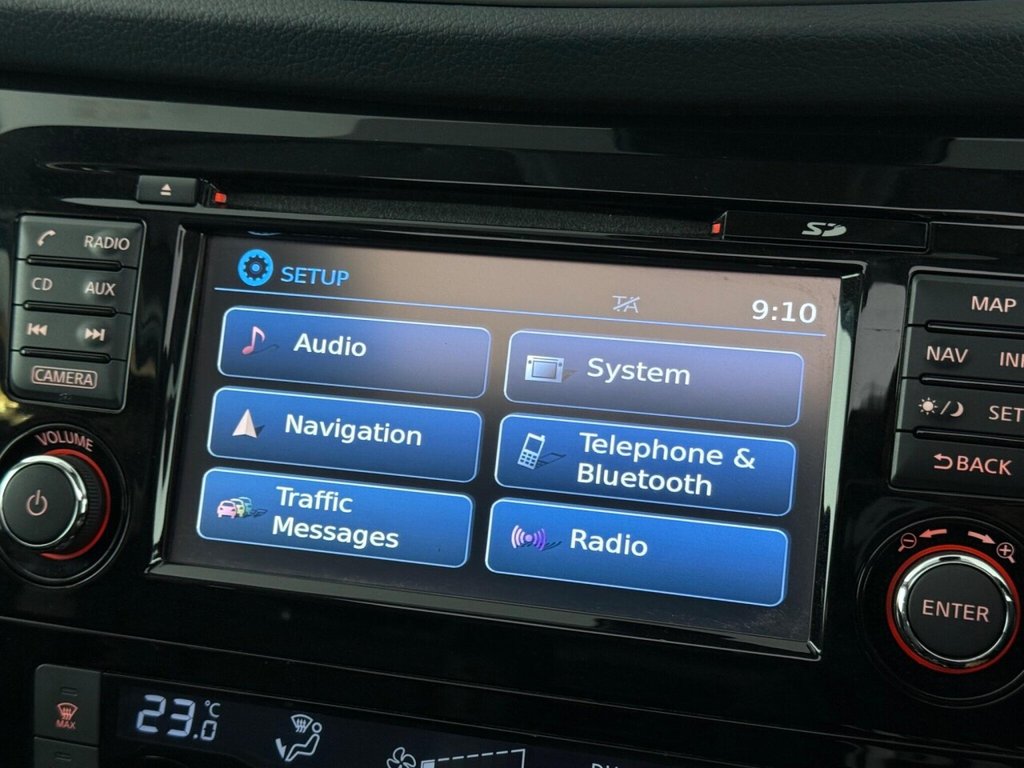 SD
RADIO
CD AUX
CAMERA
VOLUME
SETUP
TA
9:10
Audio
System
Navigation
Telephone &
Bluetooth
Traffic
Messages
Radio
MAP
NAV
BACK
ENTER
MAX
23.0 °C